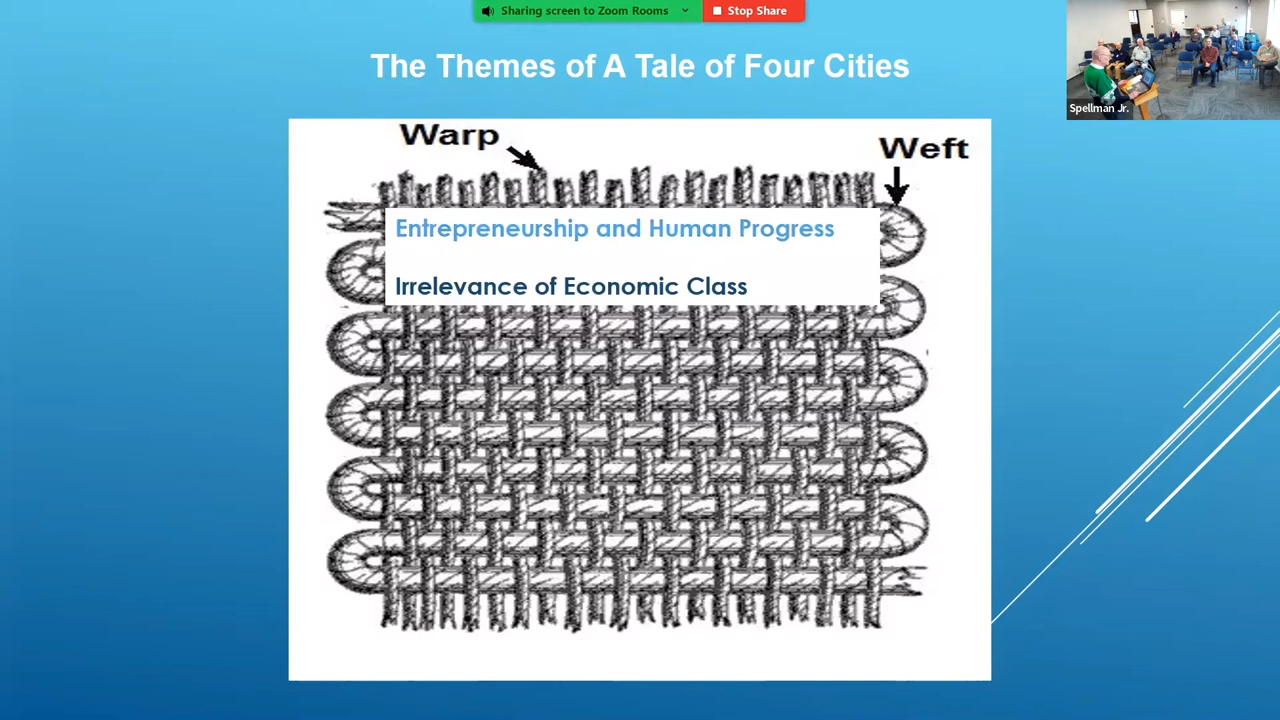 Sharing screen to Zoom Rooms
Stop Share
The Themes of A Tale of Four Cities
Spellman Jr.
Warp
Weft
Entrepreneurship and Human Progress
Irrelevance of Economic Class